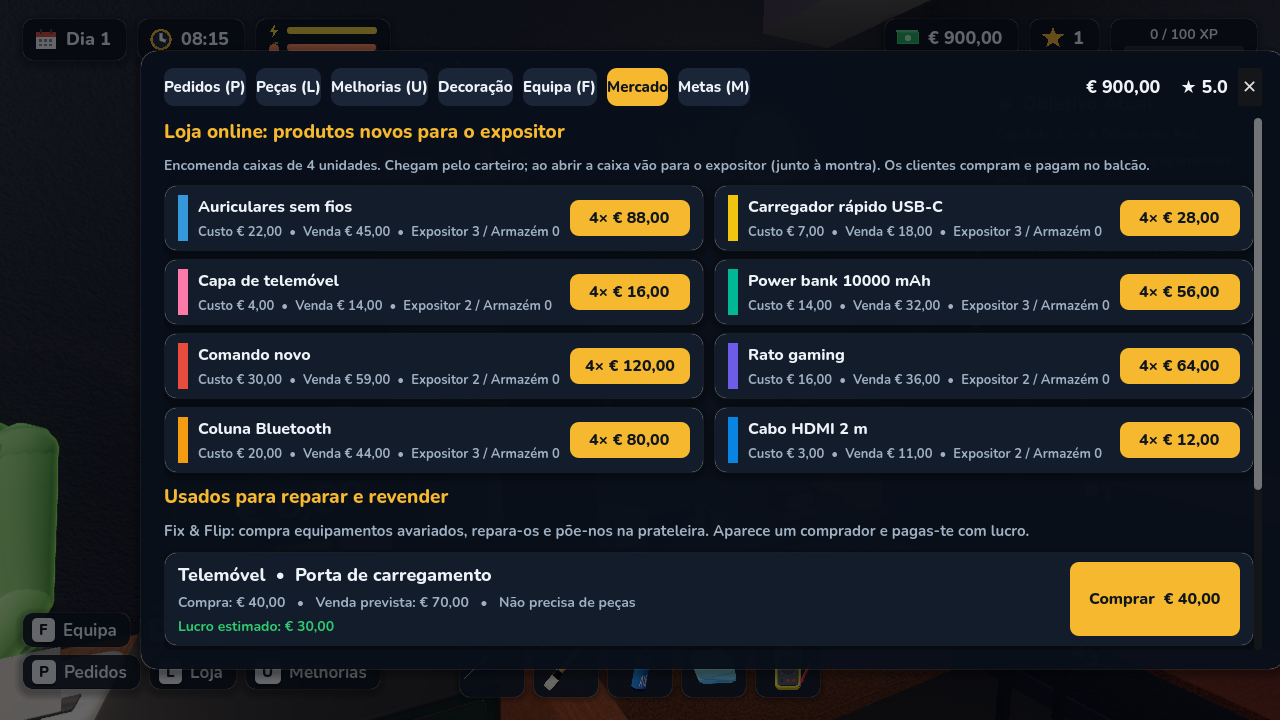 Dia 1
08:15
€ 900,00
1
0 / 100 XP
Pedidos (P)
Peças (L)
Melhorias (U)
Decoração
Equipa (F)
Mercado
Metas (M)
€ 900,00
★ 5.0
✕
Loja online: produtos novos para o expositor
Encomenda caixas de 4 unidades. Chegam pelo carteiro; ao abrir a caixa vão para o expositor (junto à montra). Os clientes compram e pagam no balcão.
Auriculares sem fios
Custo € 22,00 • Venda € 45,00 • Expositor 3 / Armazém 0
4× € 88,00
Carregador rápido USB-C
Custo € 7,00 • Venda € 18,00 • Expositor 3 / Armazém 0
4× € 28,00
Capa de telemóvel
Custo € 4,00 • Venda € 14,00 • Expositor 2 / Armazém 0
4× € 16,00
Power bank 10000 mAh
Custo € 14,00 • Venda € 32,00 • Expositor 3 / Armazém 0
4× € 56,00
Comando novo
Custo € 30,00 • Venda € 59,00 • Expositor 2 / Armazém 0
4× € 120,00
Rato gaming
Custo € 16,00 • Venda € 36,00 • Expositor 2 / Armazém 0
4× € 64,00
Coluna Bluetooth
Custo € 20,00 • Venda € 44,00 • Expositor 3 / Armazém 0
4× € 80,00
Cabo HDMI 2 m
Custo € 3,00 • Venda € 11,00 • Expositor 2 / Armazém 0
4× € 12,00
Usados para reparar e revender
Fix & Flip: compra equipamentos avariados, repara-os e põe-nos na prateleira. Aparece um comprador e pagas-te com lucro.
Telemóvel • Porta de carregamento
Compra: € 40,00 • Venda prevista: € 70,00 • Não precisa de peças
Lucro estimado: € 30,00
Comprar € 40,00
F Equipa
P Pedidos
L Loja
U Melhorias